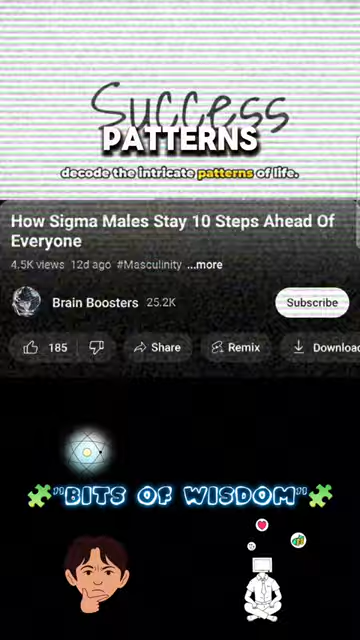 Success
PATTERNS
decode the intricate patterns of life.
How Sigma Males Stay 10 Steps Ahead Of
Everyone
4.5K views 12d ago #Masculinity ...more
Brain Boosters 25.2K
Subscribe
185 Share Remix Download
"BITS OF WISDOM"